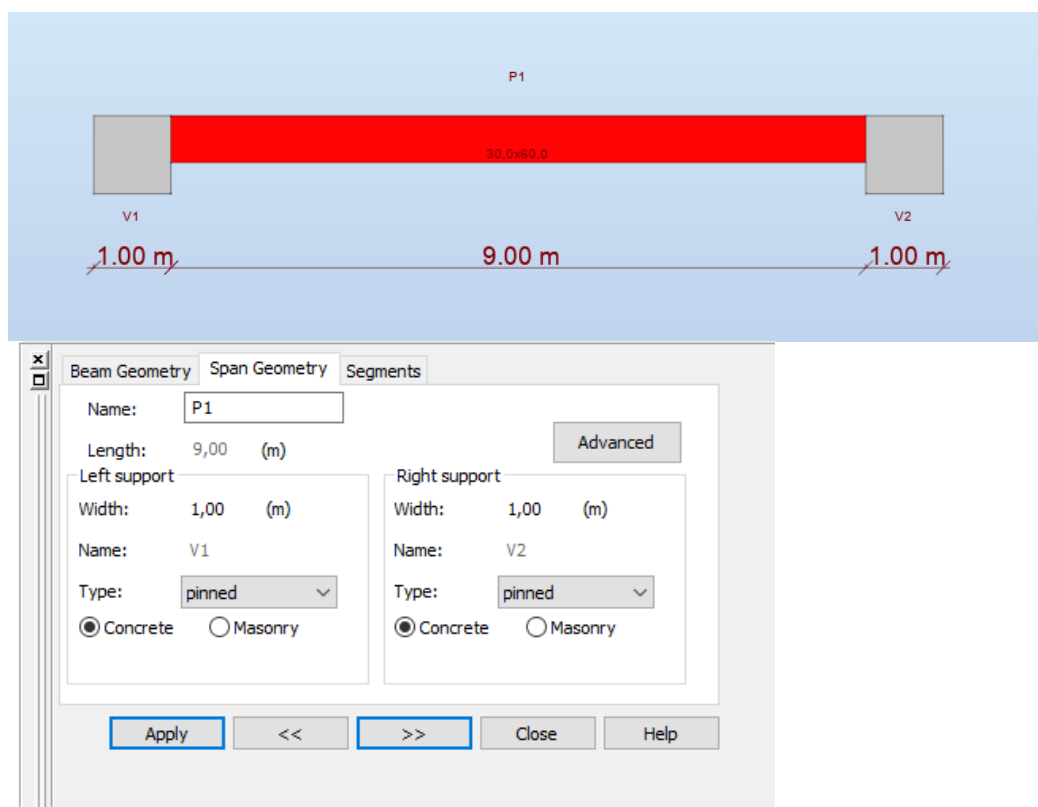 P1
30,0x60,0
V1 V2
1.00 m 9.00 m 1.00 m
Beam Geometry Span Geometry Segments
Name: P1
Length: 9,00 (m) Advanced
Left support Right support
Width: 1,00 (m) Width: 1,00 (m)
Name: V1 Name: V2
Type: pinned Type: pinned
Concrete Masonry Concrete Masonry
Apply << >> Close Help